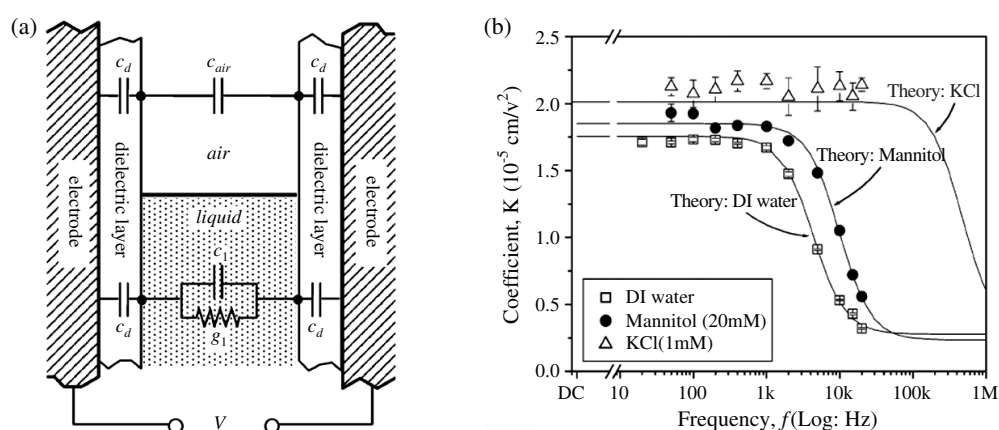 (a)
c_d
c_air
c_d
air
electrode
dielectric layer
dielectric layer
electrode
liquid
c_1
g_1
c_d
c_d
V
(b)
Coefficient, K (10^-5 cm/v^2)
2.5
2.0
1.5
1.0
0.5
0.0
Theory: KCl
Theory: Mannitol
Theory: DI water
DI water
Mannitol (20mM)
KCl(1mM)
DC 10 100 1k 10k 100k 1M
Frequency, f(Log: Hz)